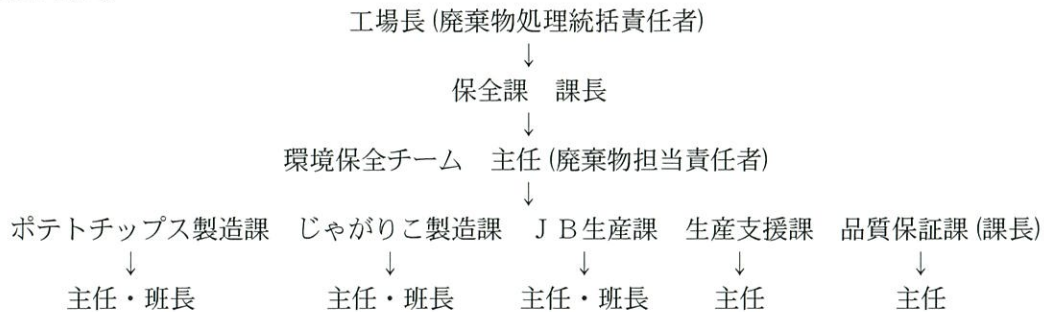 工場長 (廃棄物処理統括責任者)
↓
保全課　課長
↓
環境保全チーム　主任 (廃棄物担当責任者)
↓
ポテトチップス製造課　じゃがりこ製造課　ＪＢ生産課　生産支援課　品質保証課 (課長)
↓　↓　↓　↓　↓
主任・班長　主任・班長　主任・班長　主任　主任